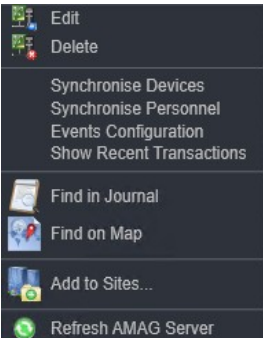 Edit
Delete
Synchronise Devices
Synchronise Personnel
Events Configuration
Show Recent Transactions
Find in Journal
Find on Map
Add to Sites...
Refresh AMAG Server